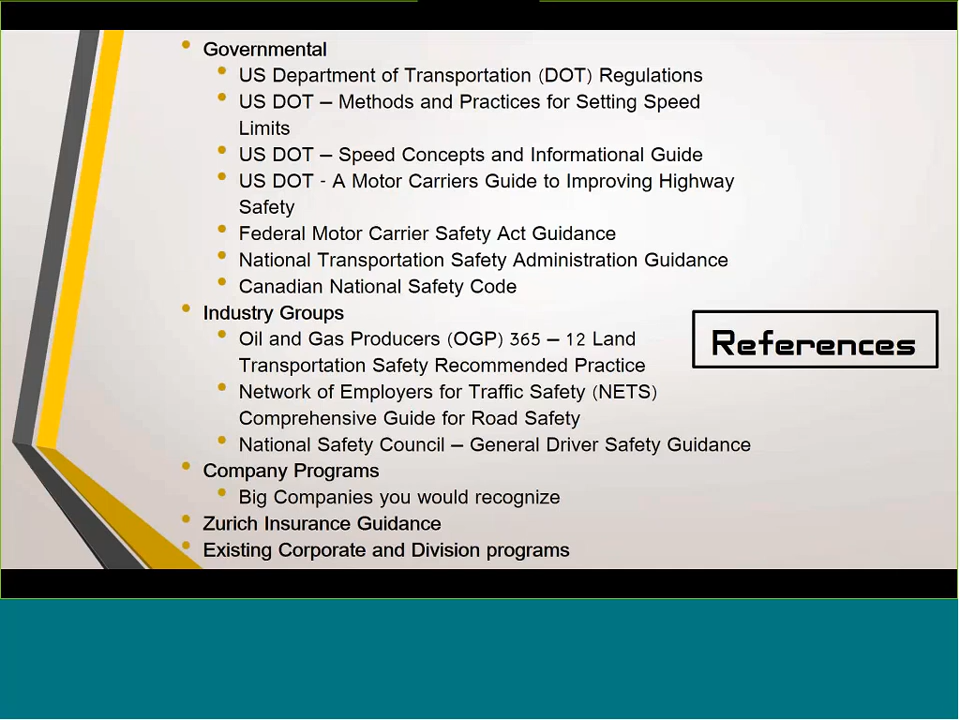 Governmental
US Department of Transportation (DOT) Regulations
US DOT – Methods and Practices for Setting Speed
Limits
US DOT – Speed Concepts and Informational Guide
US DOT - A Motor Carriers Guide to Improving Highway
Safety
Federal Motor Carrier Safety Act Guidance
National Transportation Safety Administration Guidance
Canadian National Safety Code
Industry Groups
Oil and Gas Producers (OGP) 365 – 12 Land
Transportation Safety Recommended Practice
Network of Employers for Traffic Safety (NETS)
Comprehensive Guide for Road Safety
National Safety Council – General Driver Safety Guidance
Company Programs
Big Companies you would recognize
Zurich Insurance Guidance
Existing Corporate and Division programs
References